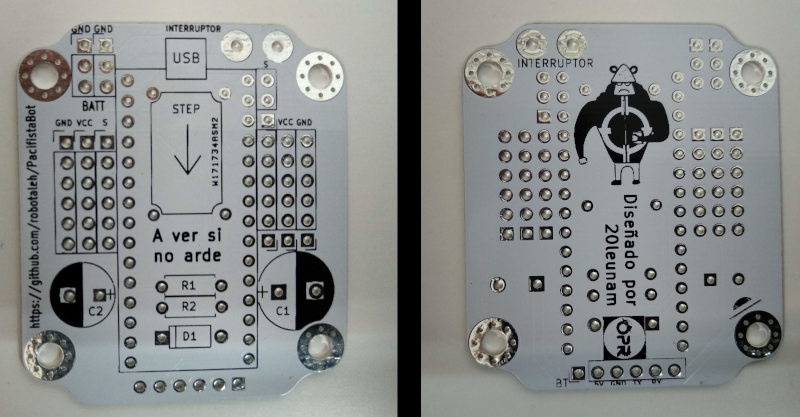 GND GND
INTERRUPTOR
USB
S
BATT
STEP
W171734ASM2
GND VCC S
VCC GND
https://github.com/robotaleh/PacifistaBot
A ver si
no arde
R1
R2
C2
+
+
C1
D1
INTERRUPTOR
Diseñado por
20leunam
OPR
BT
5V GND TX RX